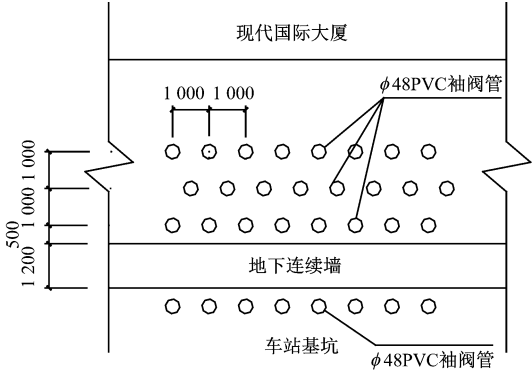 现代国际大厦
φ48PVC袖阀管
1 000 1 000
1 000
1 000
500
1 200
地下连续墙
车站基坑
φ48PVC袖阀管